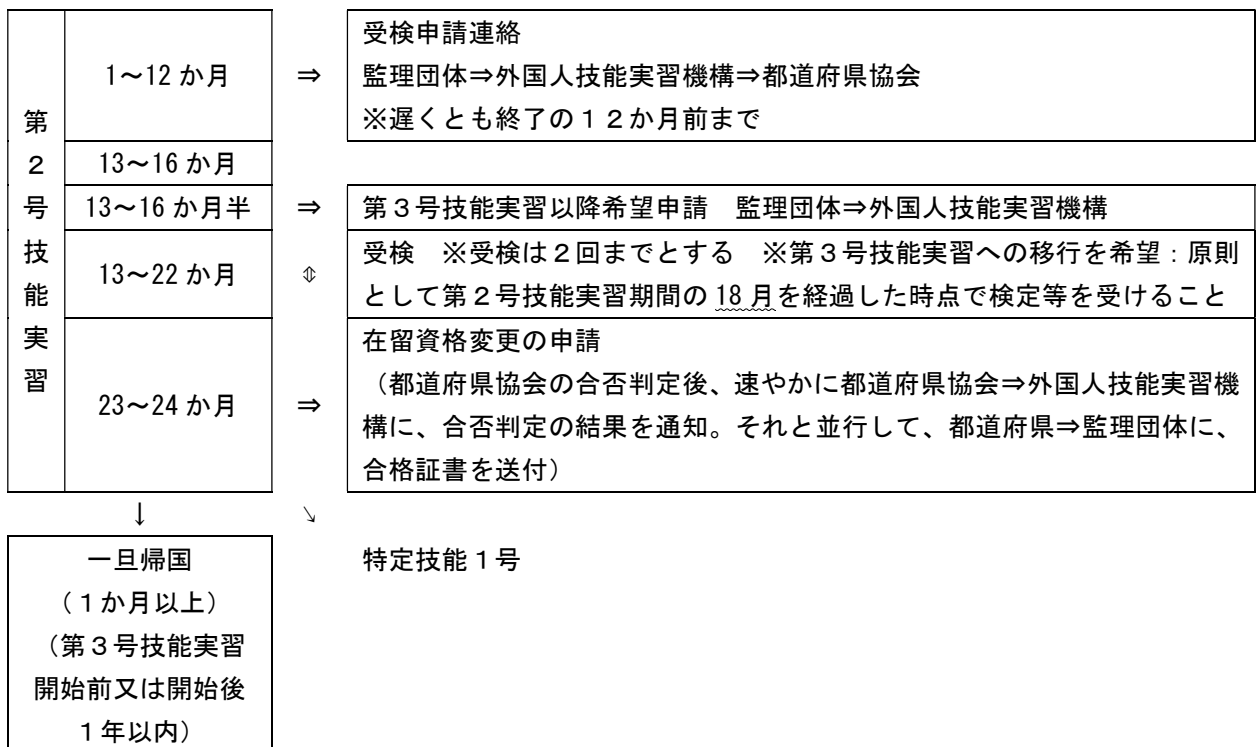 第２号技能実習
1～12 か月
⇒
受検申請連絡
監理団体⇒外国人技能実習機構⇒都道府県協会
※遅くとも終了の１２か月前まで
13～16 か月
13～16 か月半
⇒
第３号技能実習以降希望申請　監理団体⇒外国人技能実習機構
13～22 か月
⇕
受検　※受検は２回までとする　※第３号技能実習への移行を希望：原則
として第２号技能実習期間の 18 月を経過した時点で検定等を受けること
23～24 か月
⇒
在留資格変更の申請
（都道府県協会の合否判定後、速やかに都道府県協会⇒外国人技能実習機
構に、合否判定の結果を通知。それと並行して、都道府県⇒監理団体に、
合格証書を送付）
↓
↘
一旦帰国
（１か月以上）
（第３号技能実習
開始前又は開始後
１年以内）
特定技能１号